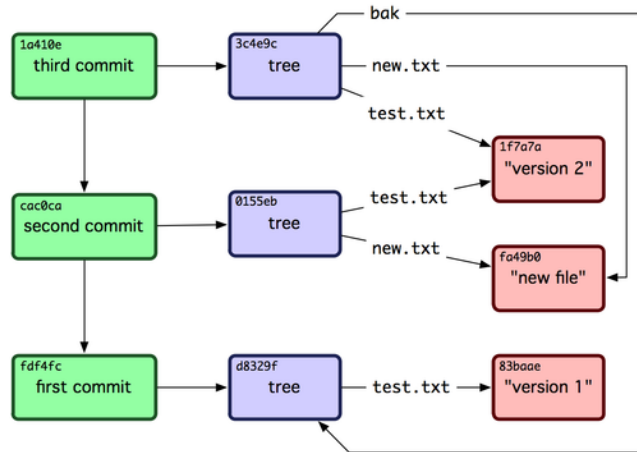 bak
1a410e
third commit
3c4e9c
tree
new.txt
test.txt
1f7a7a
"version 2"
cac0ca
second commit
0155eb
tree
test.txt
new.txt
fa49b0
"new file"
fdf4fc
first commit
d8329f
tree
test.txt
83baae
"version 1"